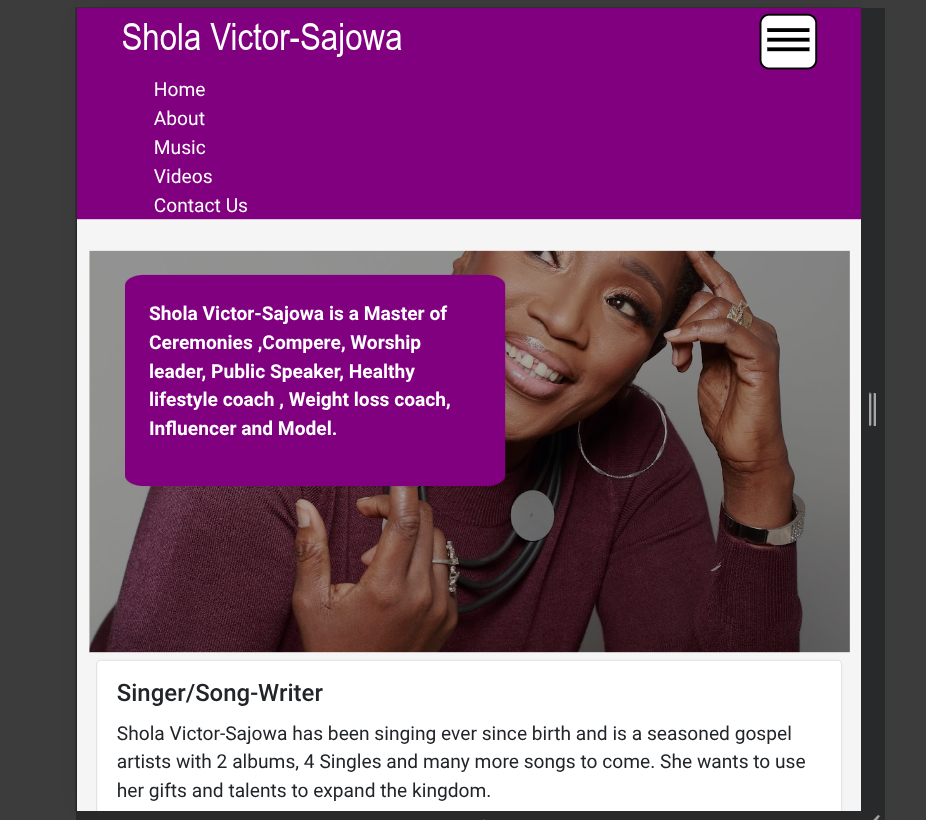 Shola Victor-Sajowa
Home
About
Music
Videos
Contact Us
Shola Victor-Sajowa is a Master of
Ceremonies ,Compere, Worship
leader, Public Speaker, Healthy
lifestyle coach , Weight loss coach,
Influencer and Model.
Singer/Song-Writer
Shola Victor-Sajowa has been singing ever since birth and is a seasoned gospel
artists with 2 albums, 4 Singles and many more songs to come. She wants to use
her gifts and talents to expand the kingdom.